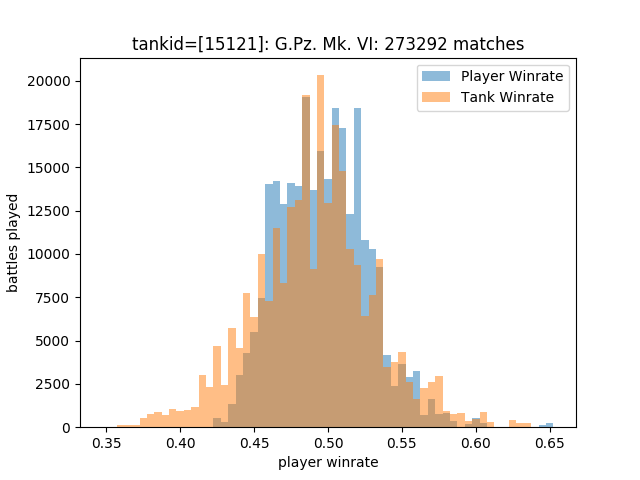 tankid=[15121]: G.Pz. Mk. VI: 273292 matches
Player Winrate
Tank Winrate
battles played
20000
17500
15000
12500
10000
7500
5000
2500
0
0.35 0.40 0.45 0.50 0.55 0.60 0.65
player winrate